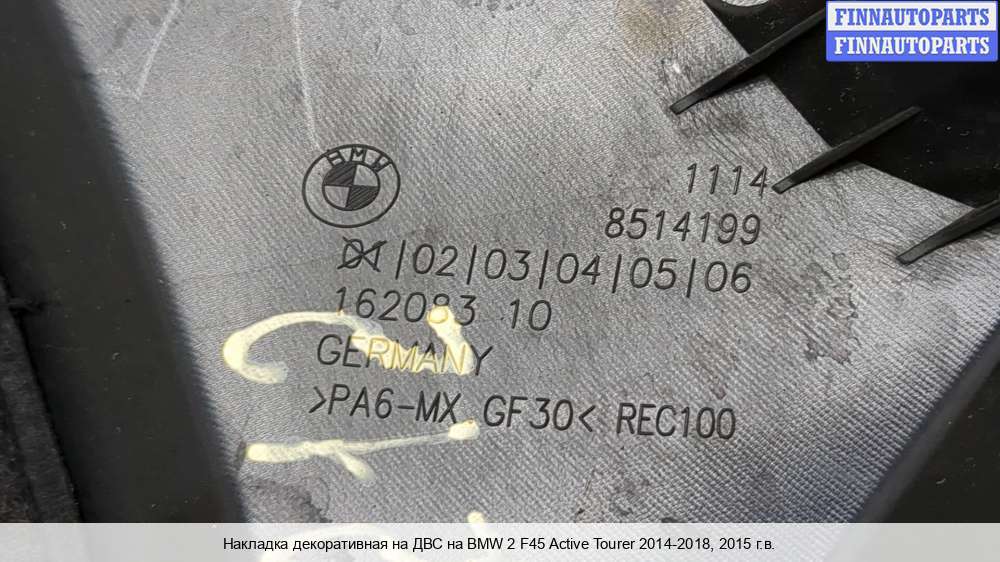 FINNAUTOPARTS
FINNAUTOPARTS
BMW
1114
8514199
01/02/03/04/05/06
162083 10
GERMANY
>PA6-MX GF30< REC100
Накладка декоративная на ДВС на BMW 2 F45 Active Tourer 2014-2018, 2015 г.в.